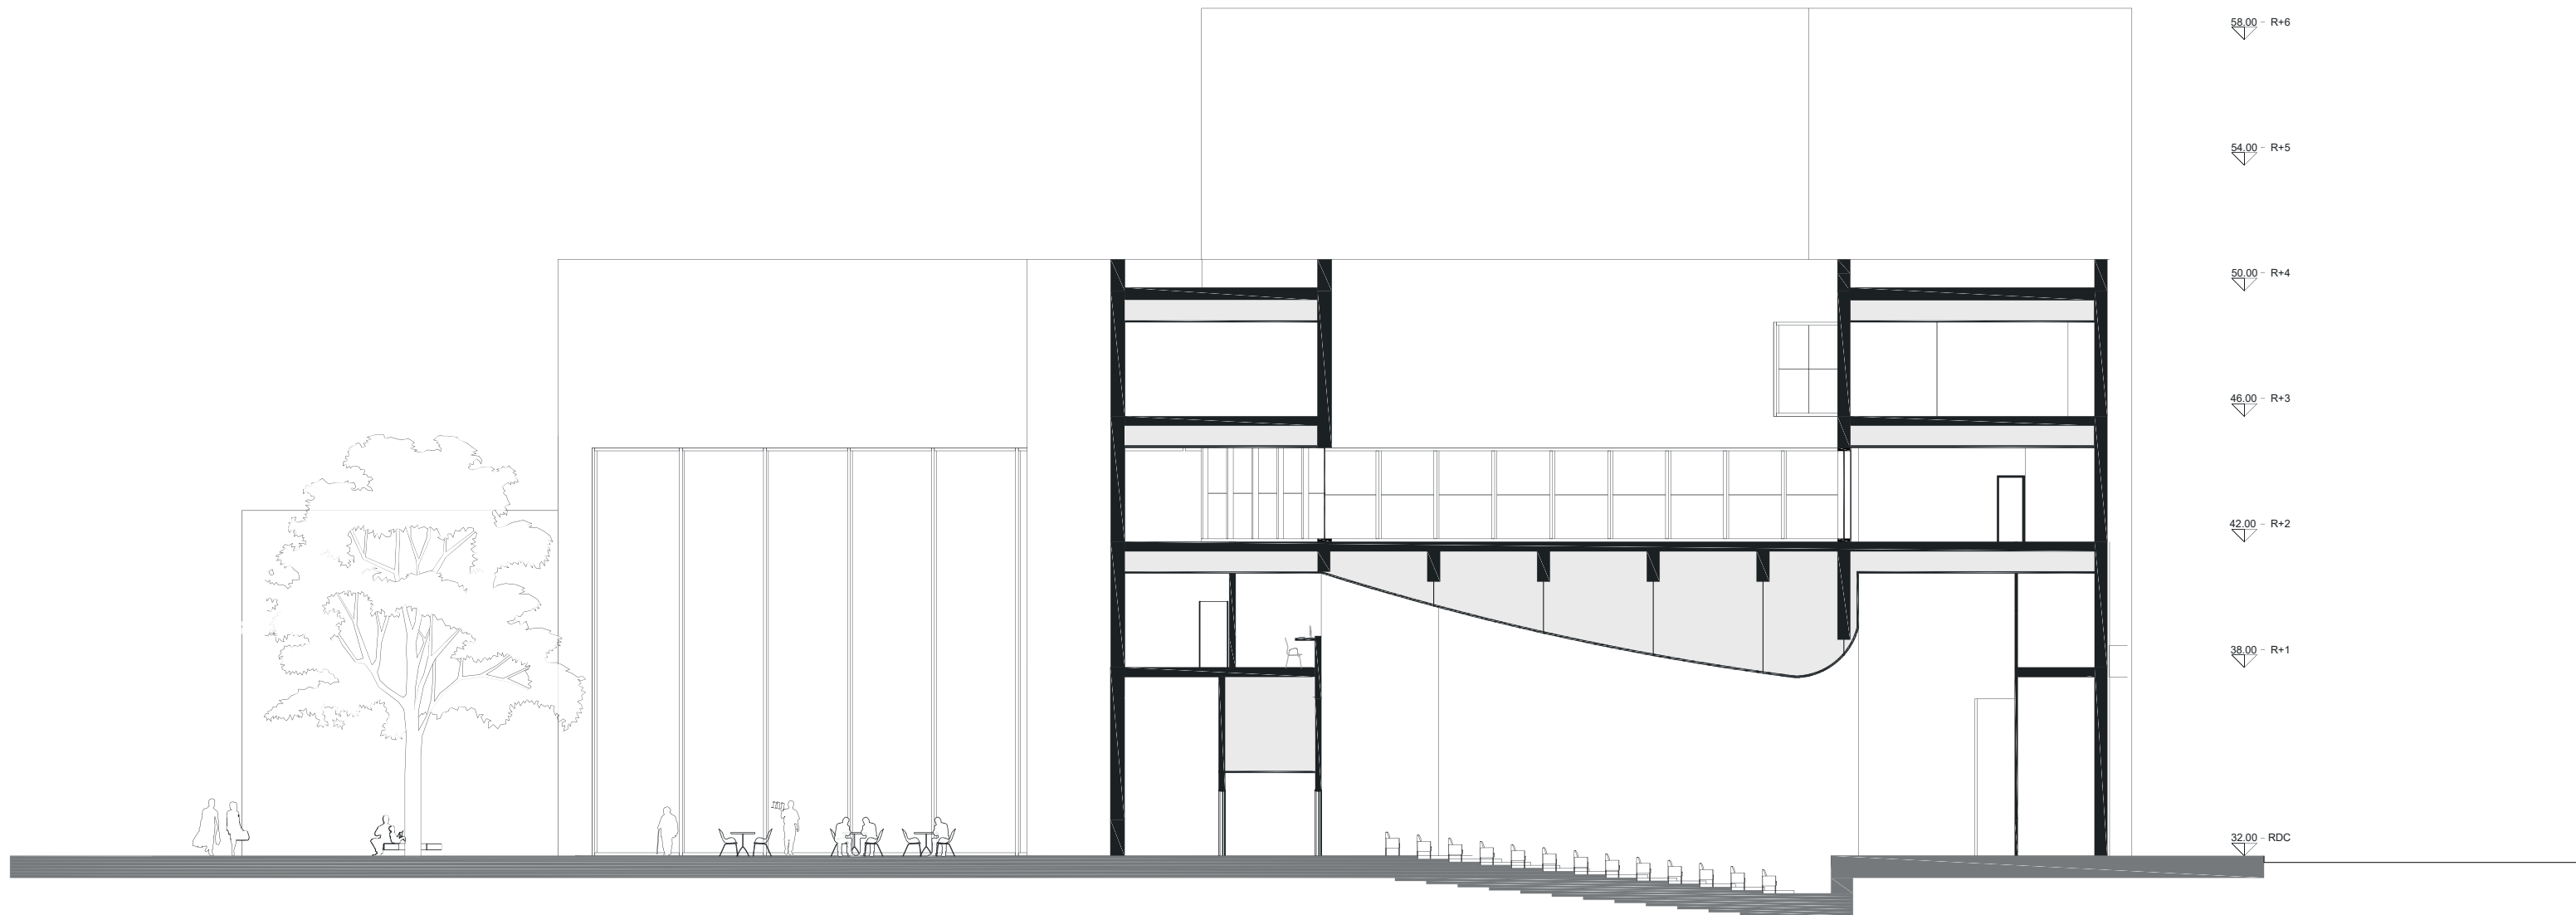 58.00 - R+6
54.00 - R+5
50.00 - R+4
46.00 - R+3
42.00 - R+2
38.00 - R+1
32.00 - RDC